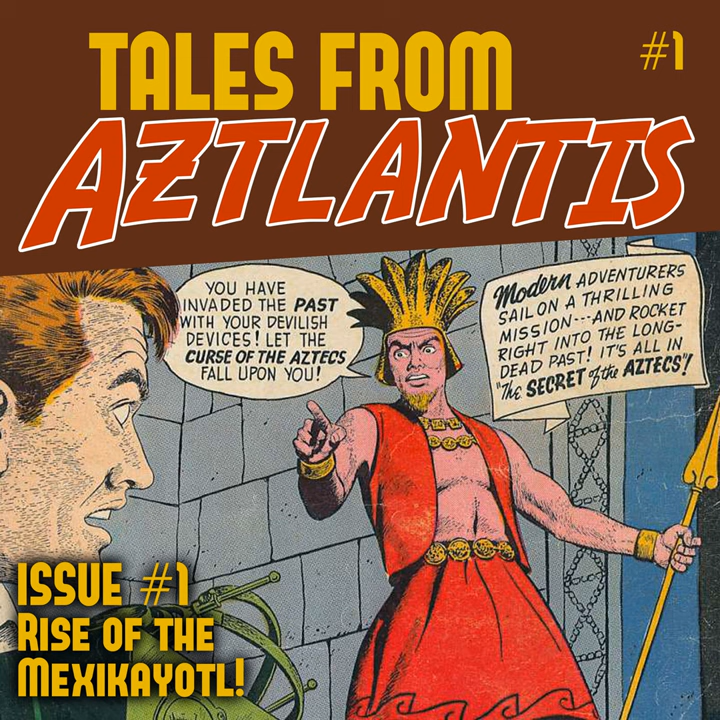 TALES FROM
#1
AZTLANTIS
YOU HAVE
INVADED THE PAST
WITH YOUR DEVILISH
DEVICES! LET THE
CURSE OF THE AZTECS
FALL UPON YOU!
Modern ADVENTURERS
SAIL ON A THRILLING
MISSION---AND ROCKET
RIGHT INTO THE LONG-
DEAD PAST! IT'S ALL IN
"The SECRET of the AZTECS"!
ISSUE #1
RISE OF THE
MEXIKAYOTL!